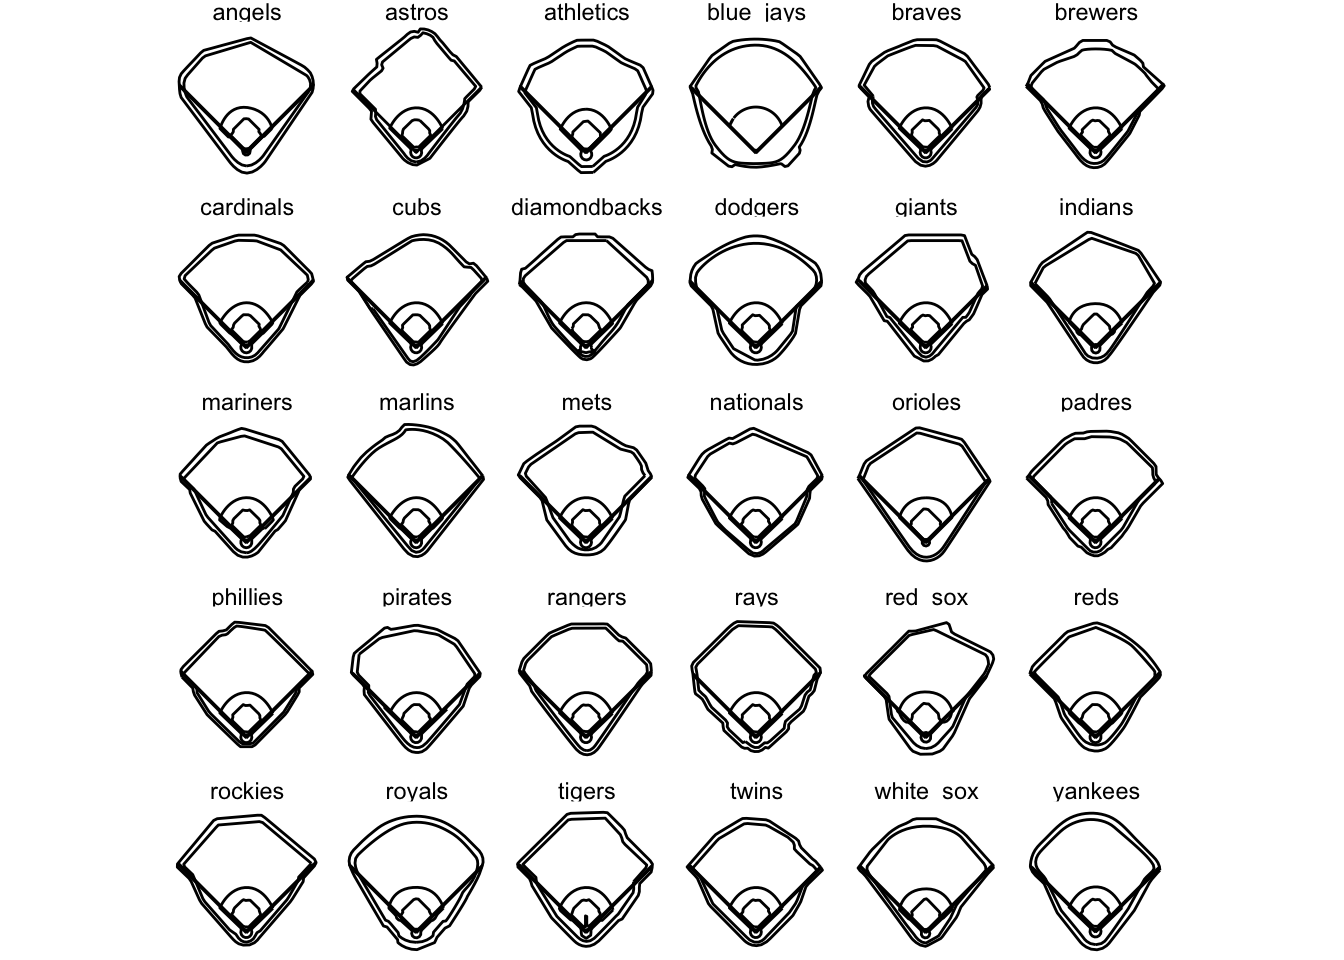 angels astros athletics blue jays braves brewers
cardinals cubs diamondbacks dodgers giants indians
mariners marlins mets nationals orioles padres
phillies pirates rangers rays red sox reds
rockies royals tigers twins white sox yankees